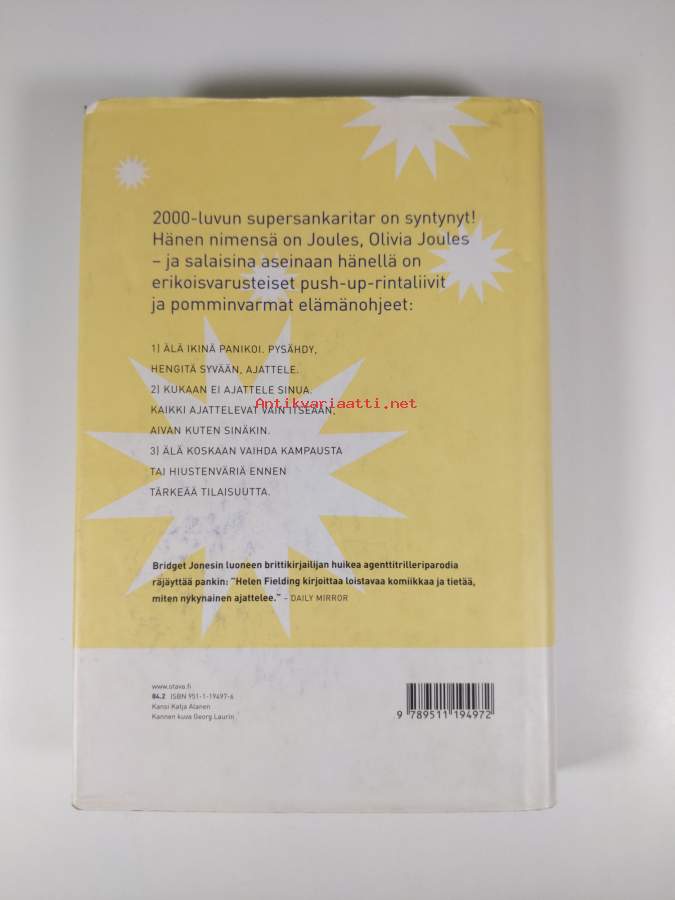 2000-luvun supersankaritar on syntynyt!
Hänen nimensä on Joules, Olivia Joules
– ja salaisina aseinaan hänellä on
erikoisvarusteiset push-up-rintaliivit
ja pomminvarmat elämänohjeet:
1) ÄLÄ IKINÄ PANIKOI. PYSÄHDY,
HENGITÄ SYVÄÄN, AJATTELE.
2) KUKAAN EI AJATTELE SINUA.
Antikvariaatti.net
KAIKKI AJATTELEVAT VAIN ITSEÄÄN,
AIVAN KUTEN SINÄKIN.
3) ÄLÄ KOSKAAN VAIHDA KAMPAUSTA
TAI HIUSTENVÄRIÄ ENNEN
TÄRKEÄÄ TILAISUUTTA.
Bridget Jonesin luoneen brittikirjailijan huikea agenttitrilleriparodia
räjäyttää pankin: "Helen Fielding kirjoittaa loistavaa komiikkaa ja tietää,
miten nykynainen ajattelee." – DAILY MIRROR
www.otava.fi
84.2 ISBN 951-1-19497-6
Kansi Katja Alanen
Kannen kuva Georg Laurin
9 789511 194972